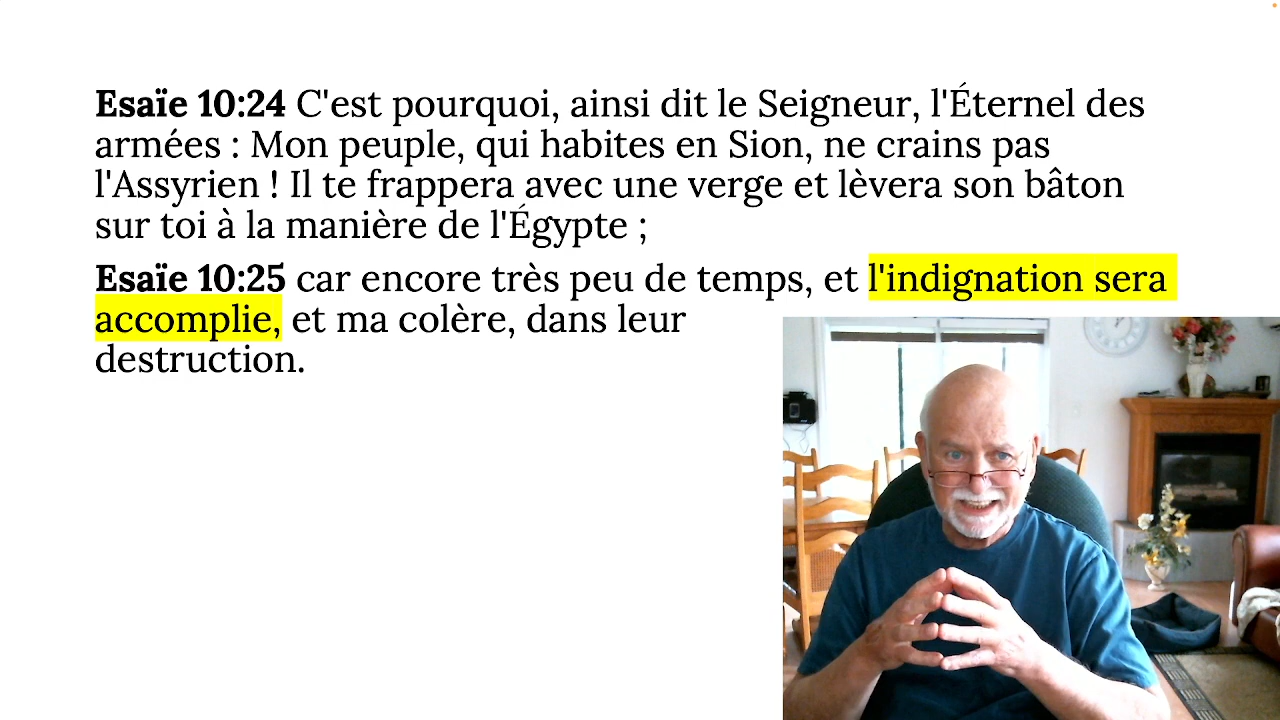 Esaïe 10:24 C'est pourquoi, ainsi dit le Seigneur, l'Éternel des
armées : Mon peuple, qui habites en Sion, ne crains pas
l'Assyrien ! Il te frappera avec une verge et lèvera son bâton
sur toi à la manière de l'Égypte ;
Esaïe 10:25 car encore très peu de temps, et l'indignation sera
accomplie, et ma colère, dans leur
destruction.